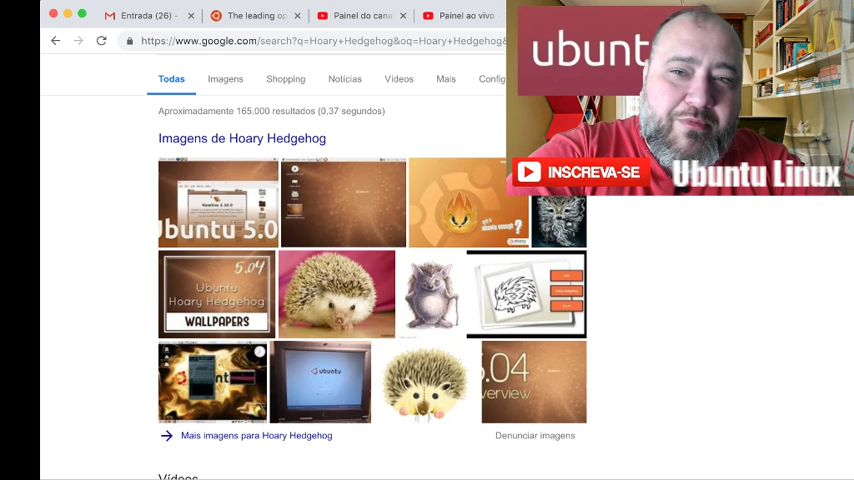 Entrada (26) -
The leading op
Painel do cana
Painel ao vivo
https://www.google.com/search?q=Hoary+Hedgehog&oq=Hoary+Hedgehog&
Todas
Imagens
Shopping
Notícias
Vídeos
Mais
Config
Aproximadamente 165.000 resultados (0,37 segundos)
Imagens de Hoary Hedgehog
ubunt
INSCREVA-SE
Ubuntu Linux
Ubuntu 5.0
5.04
Ubuntu
Hoary Hedgehog
WALLPAPERS
ubuntu
5.04
verview
Mais imagens para Hoary Hedgehog
Denunciar imagens
Vídeos